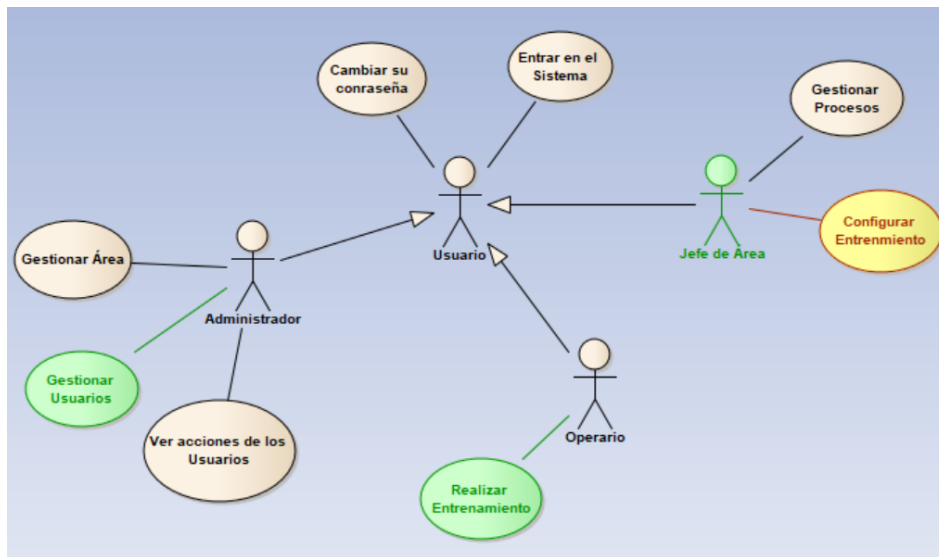 Cambiar su
conraseña
Entrar en el
Sistema
Gestionar
Procesos
Usuario
Jefe de Área
Configurar
Entrenmiento
Gestionar Área
Administrador
Gestionar
Usuarios
Ver acciones de los
Usuarios
Operario
Realizar
Entrenamiento